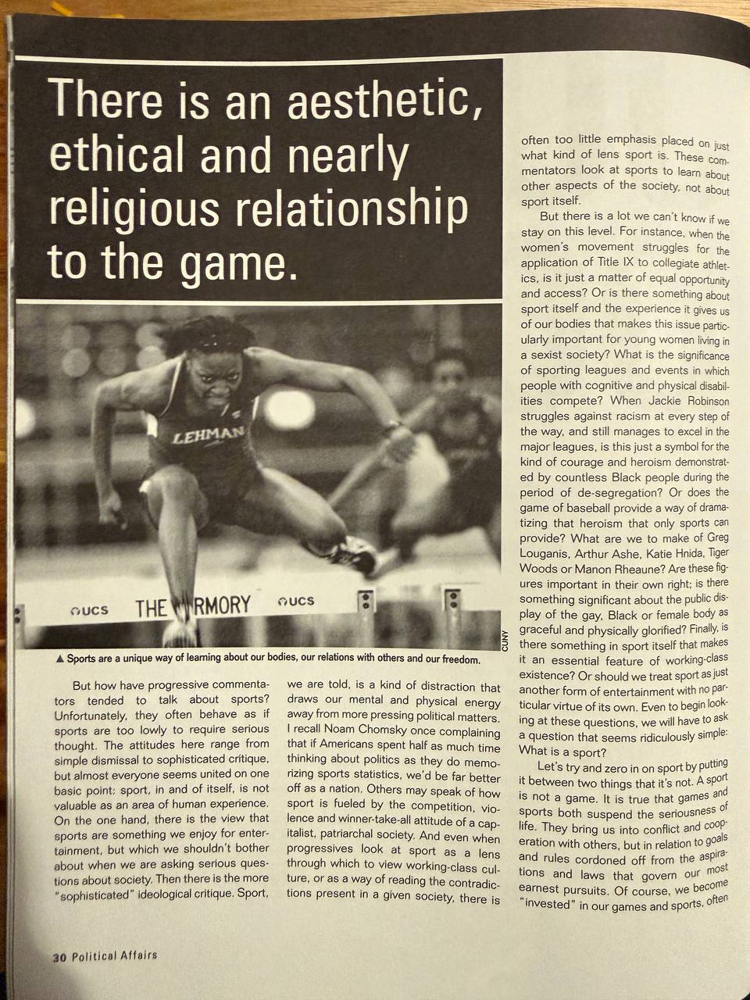 There is an aesthetic,
ethical and nearly
religious relationship
to the game.
LEHMAN
UCS
THE ARMORY
UCS
CUNY
▲ Sports are a unique way of learning about our bodies, our relations with others and our freedom.
But how have progressive commenta-
tors tended to talk about sports?
Unfortunately, they often behave as if
sports are too lowly to require serious
thought. The attitudes here range from
simple dismissal to sophisticated critique,
but almost everyone seems united on one
basic point: sport, in and of itself, is not
valuable as an area of human experience.
On the one hand, there is the view that
sports are something we enjoy for enter-
tainment, but which we shouldn't bother
about when we are asking serious ques-
tions about society. Then there is the more
"sophisticated" ideological critique. Sport,
we are told, is a kind of distraction that
draws our mental and physical energy
away from more pressing political matters.
I recall Noam Chomsky once complaining
that if Americans spent half as much time
thinking about politics as they do memo-
rizing sports statistics, we'd be far better
off as a nation. Others may speak of how
sport is fueled by the competition, vio-
lence and winner-take-all attitude of a cap-
italist, patriarchal society. And even when
progressives look at sport as a lens
through which to view working-class cul-
ture, or as a way of reading the contradic-
tions present in a given society, there is
often too little emphasis placed on just
what kind of lens sport is. These com-
mentators look at sports to learn about
other aspects of the society, not about
sport itself.
But there is a lot we can't know if we
stay on this level. For instance, when the
women's movement struggles for the
application of Title IX to collegiate athlet-
ics, is it just a matter of equal opportunity
and access? Or is there something about
sport itself and the experience it gives us
of our bodies that makes this issue partic-
ularly important for young women living in
a sexist society? What is the significance
of sporting leagues and events in which
people with cognitive and physical disabil-
ities compete? When Jackie Robinson
struggles against racism at every step of
the way, and still manages to excel in the
major leagues, is this just a symbol for the
kind of courage and heroism demonstrat-
ed by countless Black people during the
period of de-segregation? Or does the
game of baseball provide a way of drama-
tizing that heroism that only sports can
provide? What are we to make of Greg
Louganis, Arthur Ashe, Katie Hnida, Tiger
Woods or Manon Rheaune? Are these fig-
ures important in their own right; is there
something significant about the public dis-
play of the gay, Black or female body as
graceful and physically glorified? Finally, is
there something in sport itself that makes
it an essential feature of working-class
existence? Or should we treat sport as just
another form of entertainment with no par-
ticular virtue of its own. Even to begin look-
ing at these questions, we will have to ask
a question that seems ridiculously simple:
What is a sport?
Let's try and zero in on sport by putting
it between two things that it's not. A sport
is not a game. It is true that games and
sports both suspend the seriousness of
life. They bring us into conflict and coop-
eration with others, but in relation to goals
and rules cordoned off from the aspira-
tions and laws that govern our most
earnest pursuits. Of course, we become
"invested" in our games and sports, often
30 Political Affairs